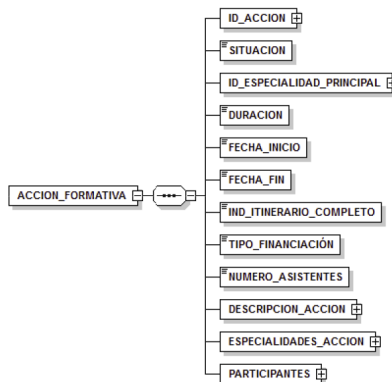 ID_ACCION
SITUACION
ID_ESPECIALIDAD_PRINCIPAL
DURACION
FECHA_INICIO
FECHA_FIN
ACCION_FORMATIVA
IND_ITINERARIO_COMPLETO
TIPO_FINANCIACIÓN
NUMERO_ASISTENTES
DESCRIPCION_ACCION
ESPECIALIDADES_ACCION
PARTICIPANTES